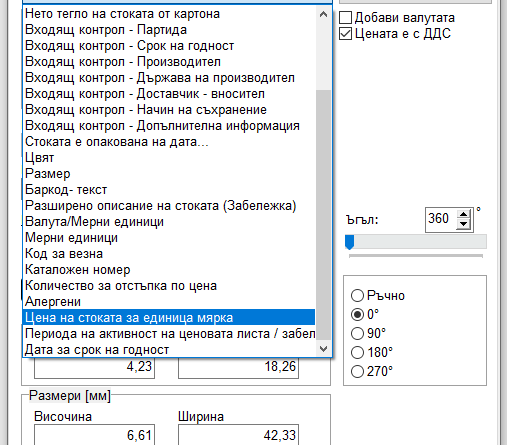 Нето тегло на стоката от картона
Входящ контрол - Партида
Входящ контрол - Срок на годност
Входящ контрол - Производител
Входящ контрол - Държава на производител
Входящ контрол - Доставчик - вносител
Входящ контрол - Начин на съхранение
Входящ контрол - Допълнителна информация
Стоката е опакована на дата...
Цвят
Размер
Баркод- текст
Разширено описание на стоката (Забележка)
Валута/Мерни единици
Мерни единици
Код за везна
Каталожен номер
Количество за отстъпка по цена
Алергени
Цена на стоката за единица мярка
Периода на активност на ценовата листа / забел
Дата за срок на годност
4,23 18,26
Размери [мм]
Височина Ширина
6,61 42,33
Добави валутата
Цената е с ДДС
Ъгъл: 360 °
Ръчно
0°
90°
180°
270°